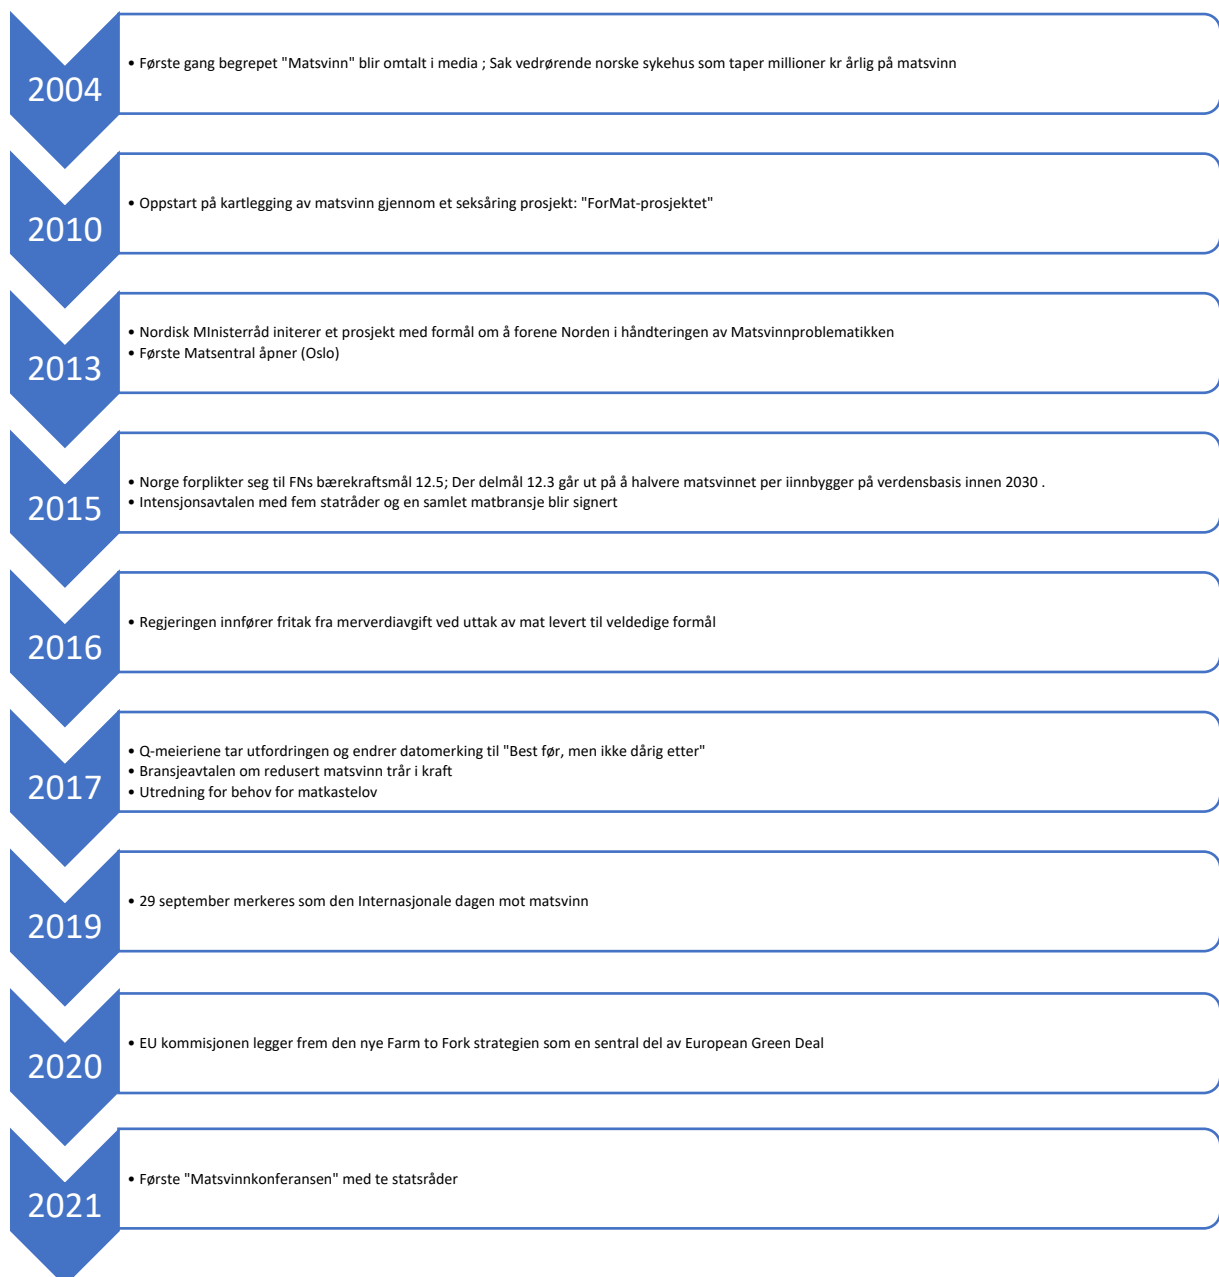 2004
• Første gang begrepet "Matsvinn" blir omtalt i media ; Sak vedrørende norske sykehus som taper millioner kr årlig på matsvinn
2010
• Oppstart på kartlegging av matsvinn gjennom et seksåring prosjekt: "ForMat-prosjektet"
2013
• Nordisk MInisterråd initerer et prosjekt med formål om å forene Norden i håndteringen av Matsvinnproblematikken
• Første Matsentral åpner (Oslo)
2015
• Norge forplikter seg til FNs bærekraftsmål 12.5; Der delmål 12.3 går ut på å halvere matsvinnet per iinnbygger på verdensbasis innen 2030 .
• Intensjonsavtalen med fem statråder og en samlet matbransje blir signert
2016
• Regjeringen innfører fritak fra merverdiavgift ved uttak av mat levert til veldedige formål
2017
• Q-meieriene tar utfordringen og endrer datomerking til "Best før, men ikke dårig etter"
• Bransjeavtalen om redusert matsvinn trår i kraft
• Utredning for behov for matkastelov
2019
• 29 september merkeres som den Internasjonale dagen mot matsvinn
2020
• EU kommisjonen legger frem den nye Farm to Fork strategien som en sentral del av European Green Deal
2021
• Første "Matsvinnkonferansen" med te statsråder